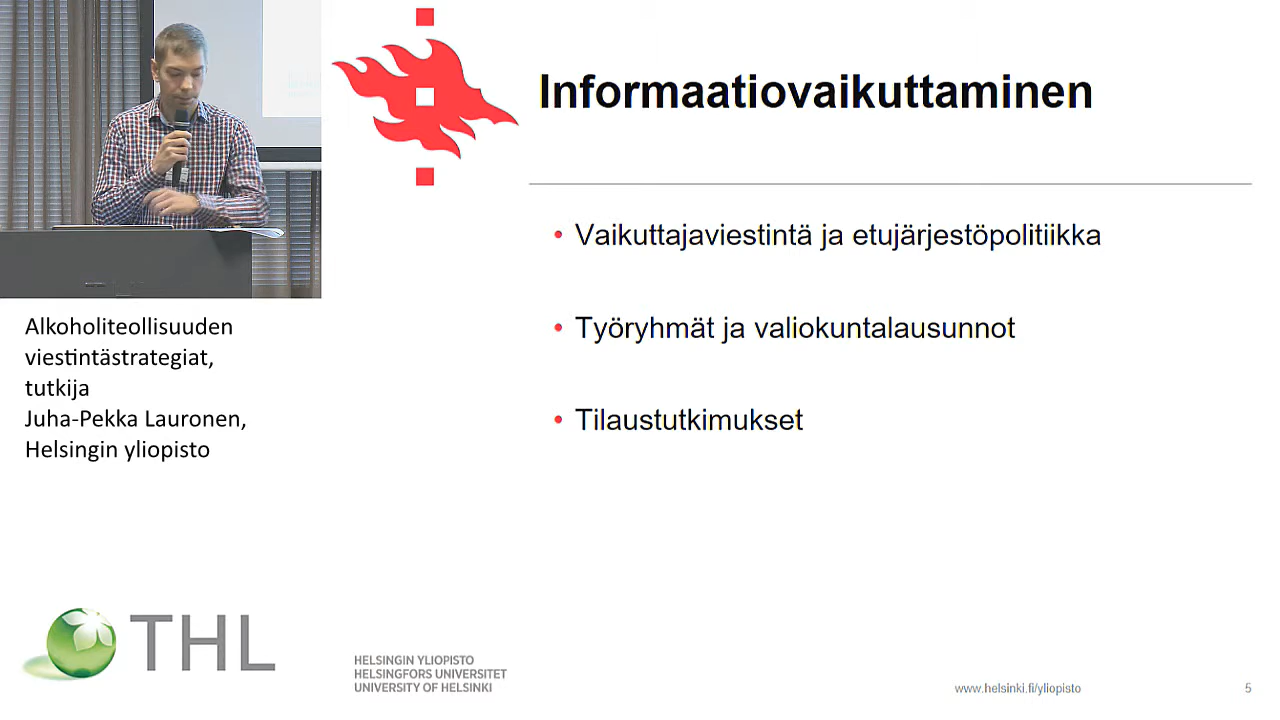 Informaatiovaikuttaminen
• Vaikuttajaviestintä ja etujärjestöpolitiikka
• Työryhmät ja valiokuntalausunnot
• Tilaustutkimukset
Alkoholiteollisuuden
viestintästrategiat,
tutkija
Juha-Pekka Lauronen,
Helsingin yliopisto
THL
HELSINGIN YLIOPISTO
HELSINGFORS UNIVERSITET
UNIVERSITY OF HELSINKI
www.helsinki.fi/yliopisto
5